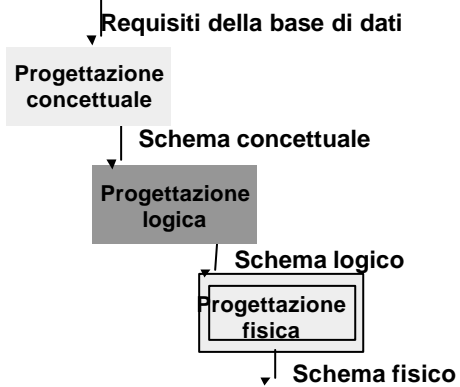 Requisiti della base di dati
Progettazione
concettuale
Schema concettuale
Progettazione
logica
Schema logico
Progettazione
fisica
Schema fisico